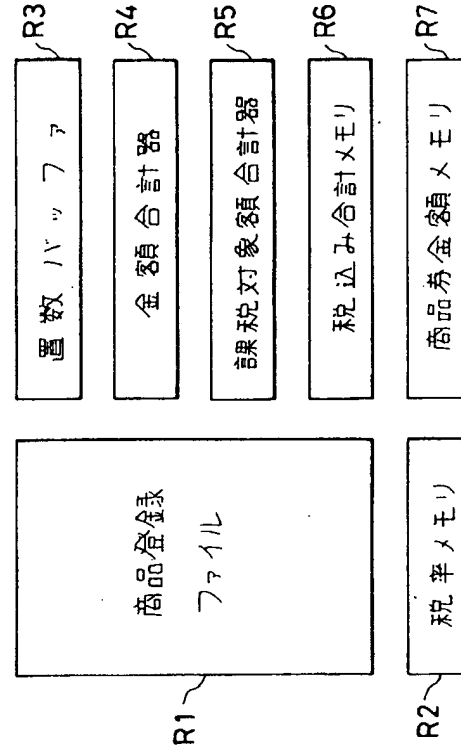 R1
商品登録
ファイル
R2
税率メモリ
R3
置数バッファ
R4
金額合計器
R5
課税対象額合計器
R6
税込み合計メモリ
R7
商品券金額メモリ